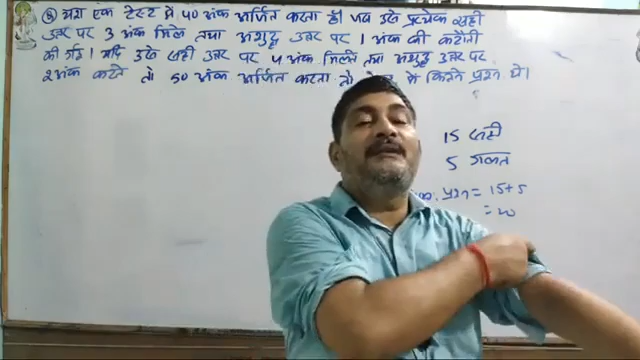 यश एक टेस्ट में 40 अंक अर्जित करता है। जब उसे प्रत्येक सही
उत्तर पर 3 अंक मिले तथा अशुद्ध उत्तर पर 1 अंक की कटौती
की गई। यदि उसे सही उत्तर पर 4 अंक मिलते तथा अशुद्ध उत्तर पर
2 अंक कटते तो 50 अंक अर्जित करता तो में कितने प्रश्न थे।
15 सही
5 गलत
प्रश्न = 15+5
= 20